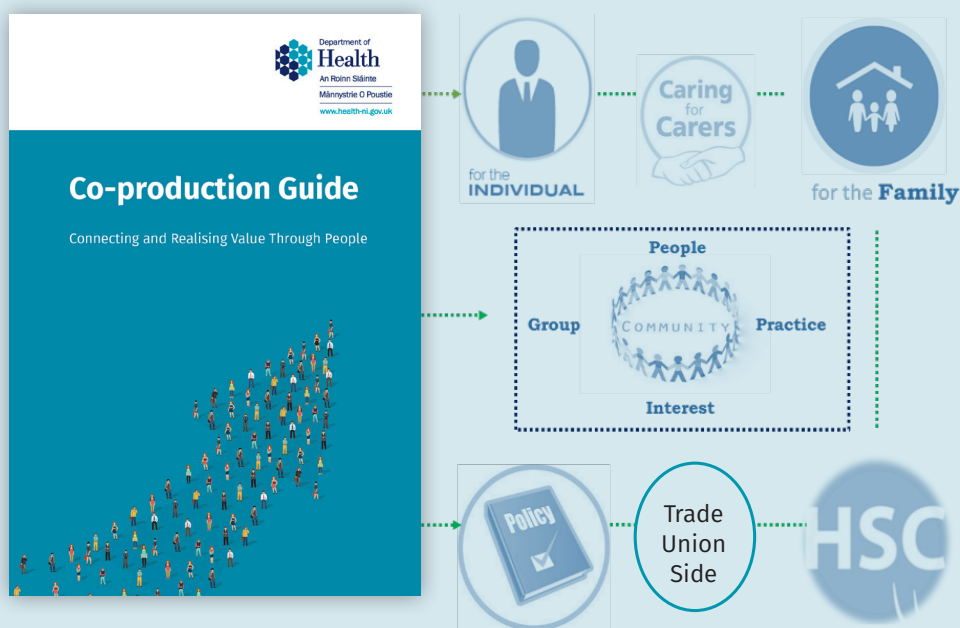 Department of
Health
An Roinn Sláinte
Männystrie O Poustie
www.health-ni.gov.uk
Co-production Guide
Connecting and Realising Value Through People
for the
INDIVIDUAL
Caring
for
Carers
for the Family
People
Group
COMMUNITY
Practice
Interest
Policy
Trade
Union
Side
HSC